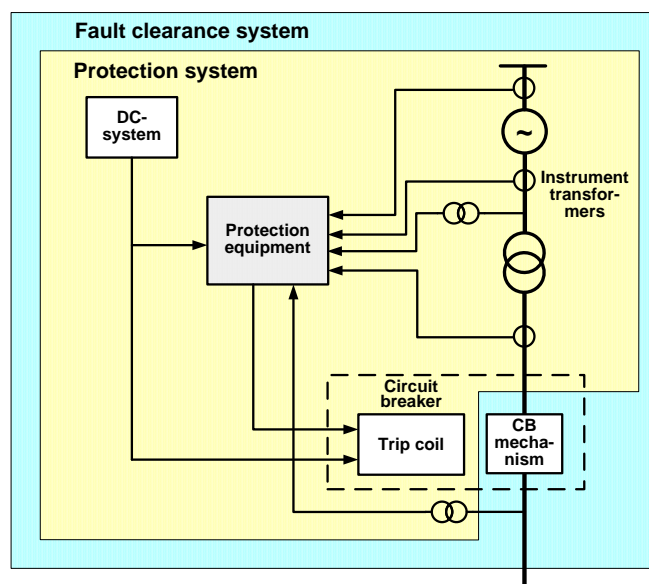 Fault clearance system
Protection system
DC-
system
~
Instrument
transfor-
mers
Protection
equipment
Circuit
breaker
Trip coil
CB
mecha-
nism